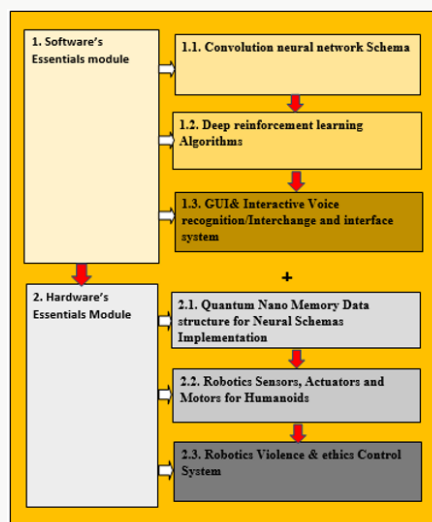 1. Software's
Essentials module
1.1. Convolution neural network Schema
1.2. Deep reinforcement learning
Algorithms
1.3. GUI& Interactive Voice
recognition/Interchange and interface
system
+
2. Hardware's
Essentials Module
2.1. Quantum Nano Memory Data
structure for Neural Schemas
Implementation
2.2. Robotics Sensors, Actuators and
Motors for Humanoids
2.3. Robotics Violence & ethics Control
System